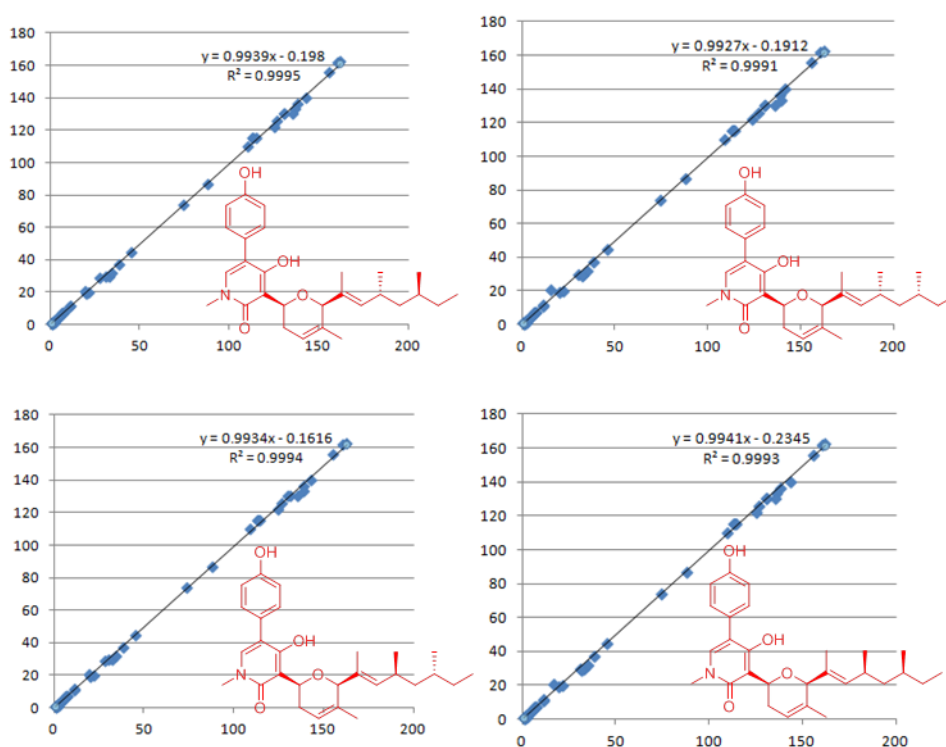 180
160
140
120
100
80
60
40
20
0
0 50 100 150 200
y = 0.9939x - 0.198
R² = 0.9995
OH
OH
O
N
O
180
160
140
120
100
80
60
40
20
0
0 50 100 150 200
y = 0.9927x - 0.1912
R² = 0.9991
OH
OH
O
N
O
180
160
140
120
100
80
60
40
20
0
0 50 100 150 200
y = 0.9934x - 0.1616
R² = 0.9994
OH
OH
O
N
O
180
160
140
120
100
80
60
40
20
0
0 50 100 150 200
y = 0.9941x - 0.2345
R² = 0.9993
OH
OH
O
N
O